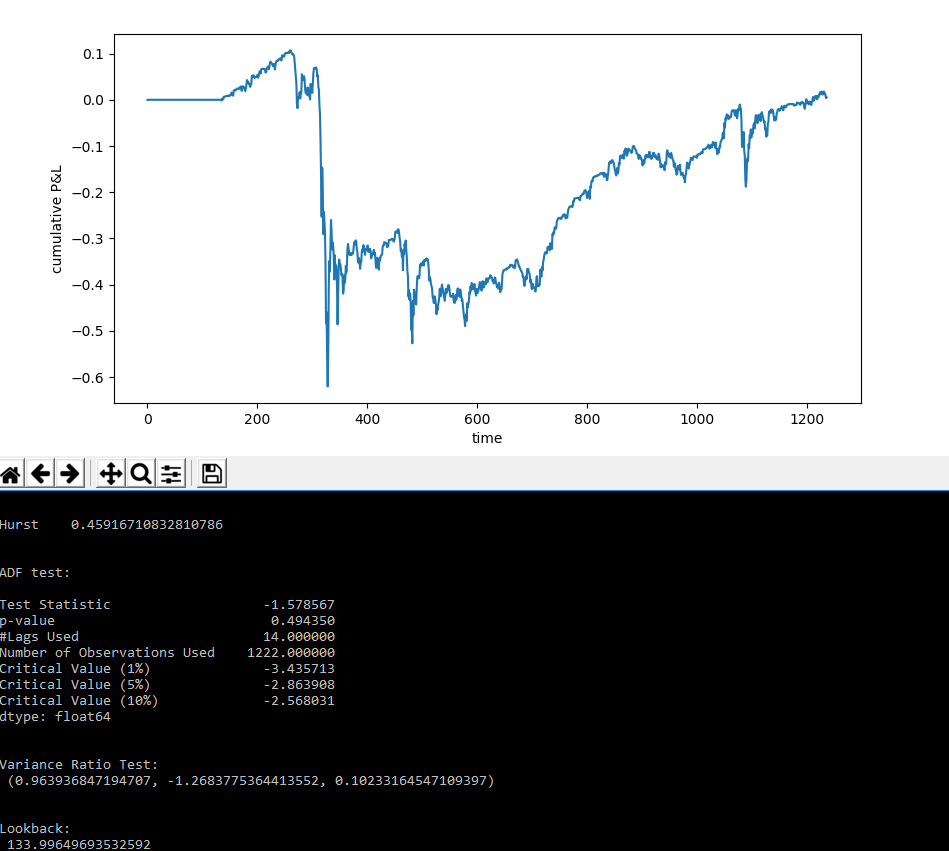 0.1
0.0
−0.1
−0.2
−0.3
−0.4
−0.5
−0.6
cumulative P&L
0 200 400 600 800 1000 1200
time
Hurst 0.45916710832810786
ADF test:
Test Statistic -1.578567
p-value 0.494350
#Lags Used 14.000000
Number of Observations Used 1222.000000
Critical Value (1%) -3.435713
Critical Value (5%) -2.863908
Critical Value (10%) -2.568031
dtype: float64
Variance Ratio Test:
(0.963936847194707, -1.2683775364413552, 0.10233164547109397)
Lookback:
133.99649693532592